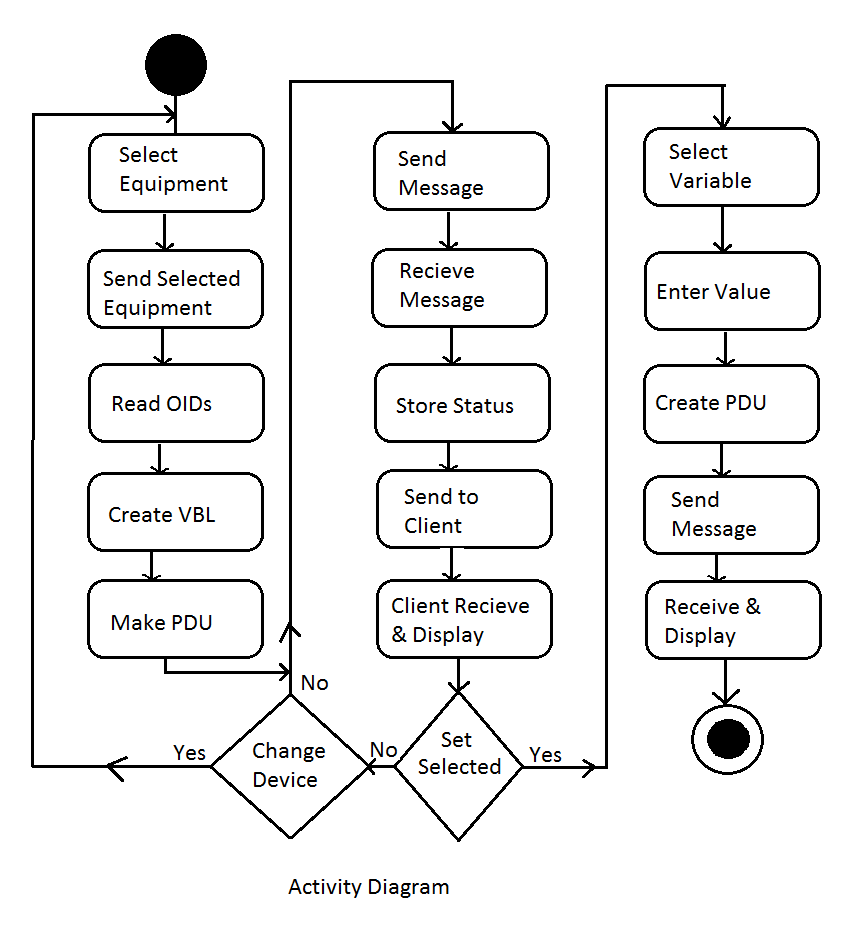 Select
Equipment
Send Selected
Equipment
Read OIDs
Create VBL
Make PDU
Send
Message
Recieve
Message
Store Status
Send to
Client
Client Recieve
& Display
Select
Variable
Enter Value
Create PDU
Send
Message
Receive &
Display
No
Yes
Change
Device
No
Set
Selected
Yes
Activity Diagram